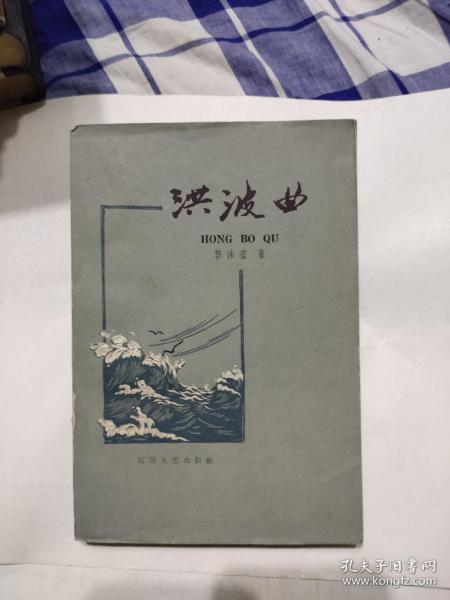 洪波曲
HONG BO QU
郭沫若 著
百花文艺出版社
孔夫子旧书网
www.kongfz.com